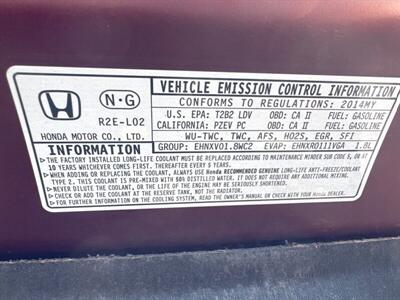 VEHICLE EMISSION CONTROL INFORMATION
N·G
R2E-L02
HONDA MOTOR CO., LTD.
CONFORMS TO REGULATIONS: 2014MY
U.S. EPA: T2B2 LDV OBD: CA II FUEL: GASOLINE
CALIFORNIA: PZEV PC OBD: CA II FUEL: GASOLINE
WU-TWC, TWC, AFS, HO2S, EGR, SFI
GROUP: EHNXV01.8WC2 EVAP: EHNXR0111VGA 1.8L
INFORMATION
•THE FACTORY INSTALLED LONG-LIFE COOLANT MUST BE REPLACED ACCORDING TO MAINTENANCE MINDER SUB CODE 5, OR AT
10 YEARS WHICHEVER COMES FIRST. THEREAFTER EVERY 5 YEARS.
•WHEN ADDING OR REPLACING THE COOLANT, ALWAYS USE Honda RECOMMENDED GENUINE LONG-LIFE ANTI-FREEZE/COOLANT
TYPE 2. THIS COOLANT IS PRE-MIXED WITH 50% DISTILLED WATER. IT DOES NOT REQUIRE ANY ADDITIONAL MIXING.
•NEVER DILUTE THE COOLANT, OR THE LIFE OF THE ENGINE MAY BE SERIOUSLY SHORTENED.
•CHECK AND ADD COOLANT AT THE RESERVE TANK, NOT THE RADIATOR.
•FOR FURTHER INFORMATION ON THE COOLING SYSTEM, READ THE OWNER'S MANUAL OR CHECK WITH YOUR Honda DEALER.